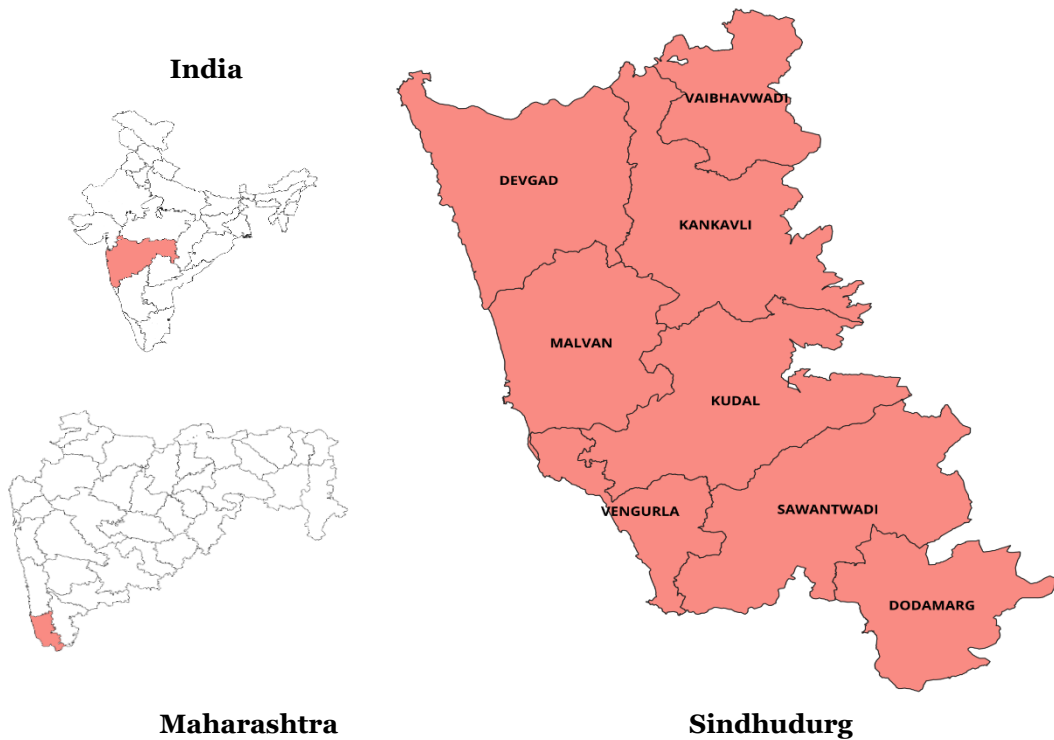 India
VAIBHAVWADI
DEVGAD
KANKAVLI
MALVAN
KUDAL
VENGURLA
SAWANTWADI
DODAMARG
Maharashtra
Sindhudurg